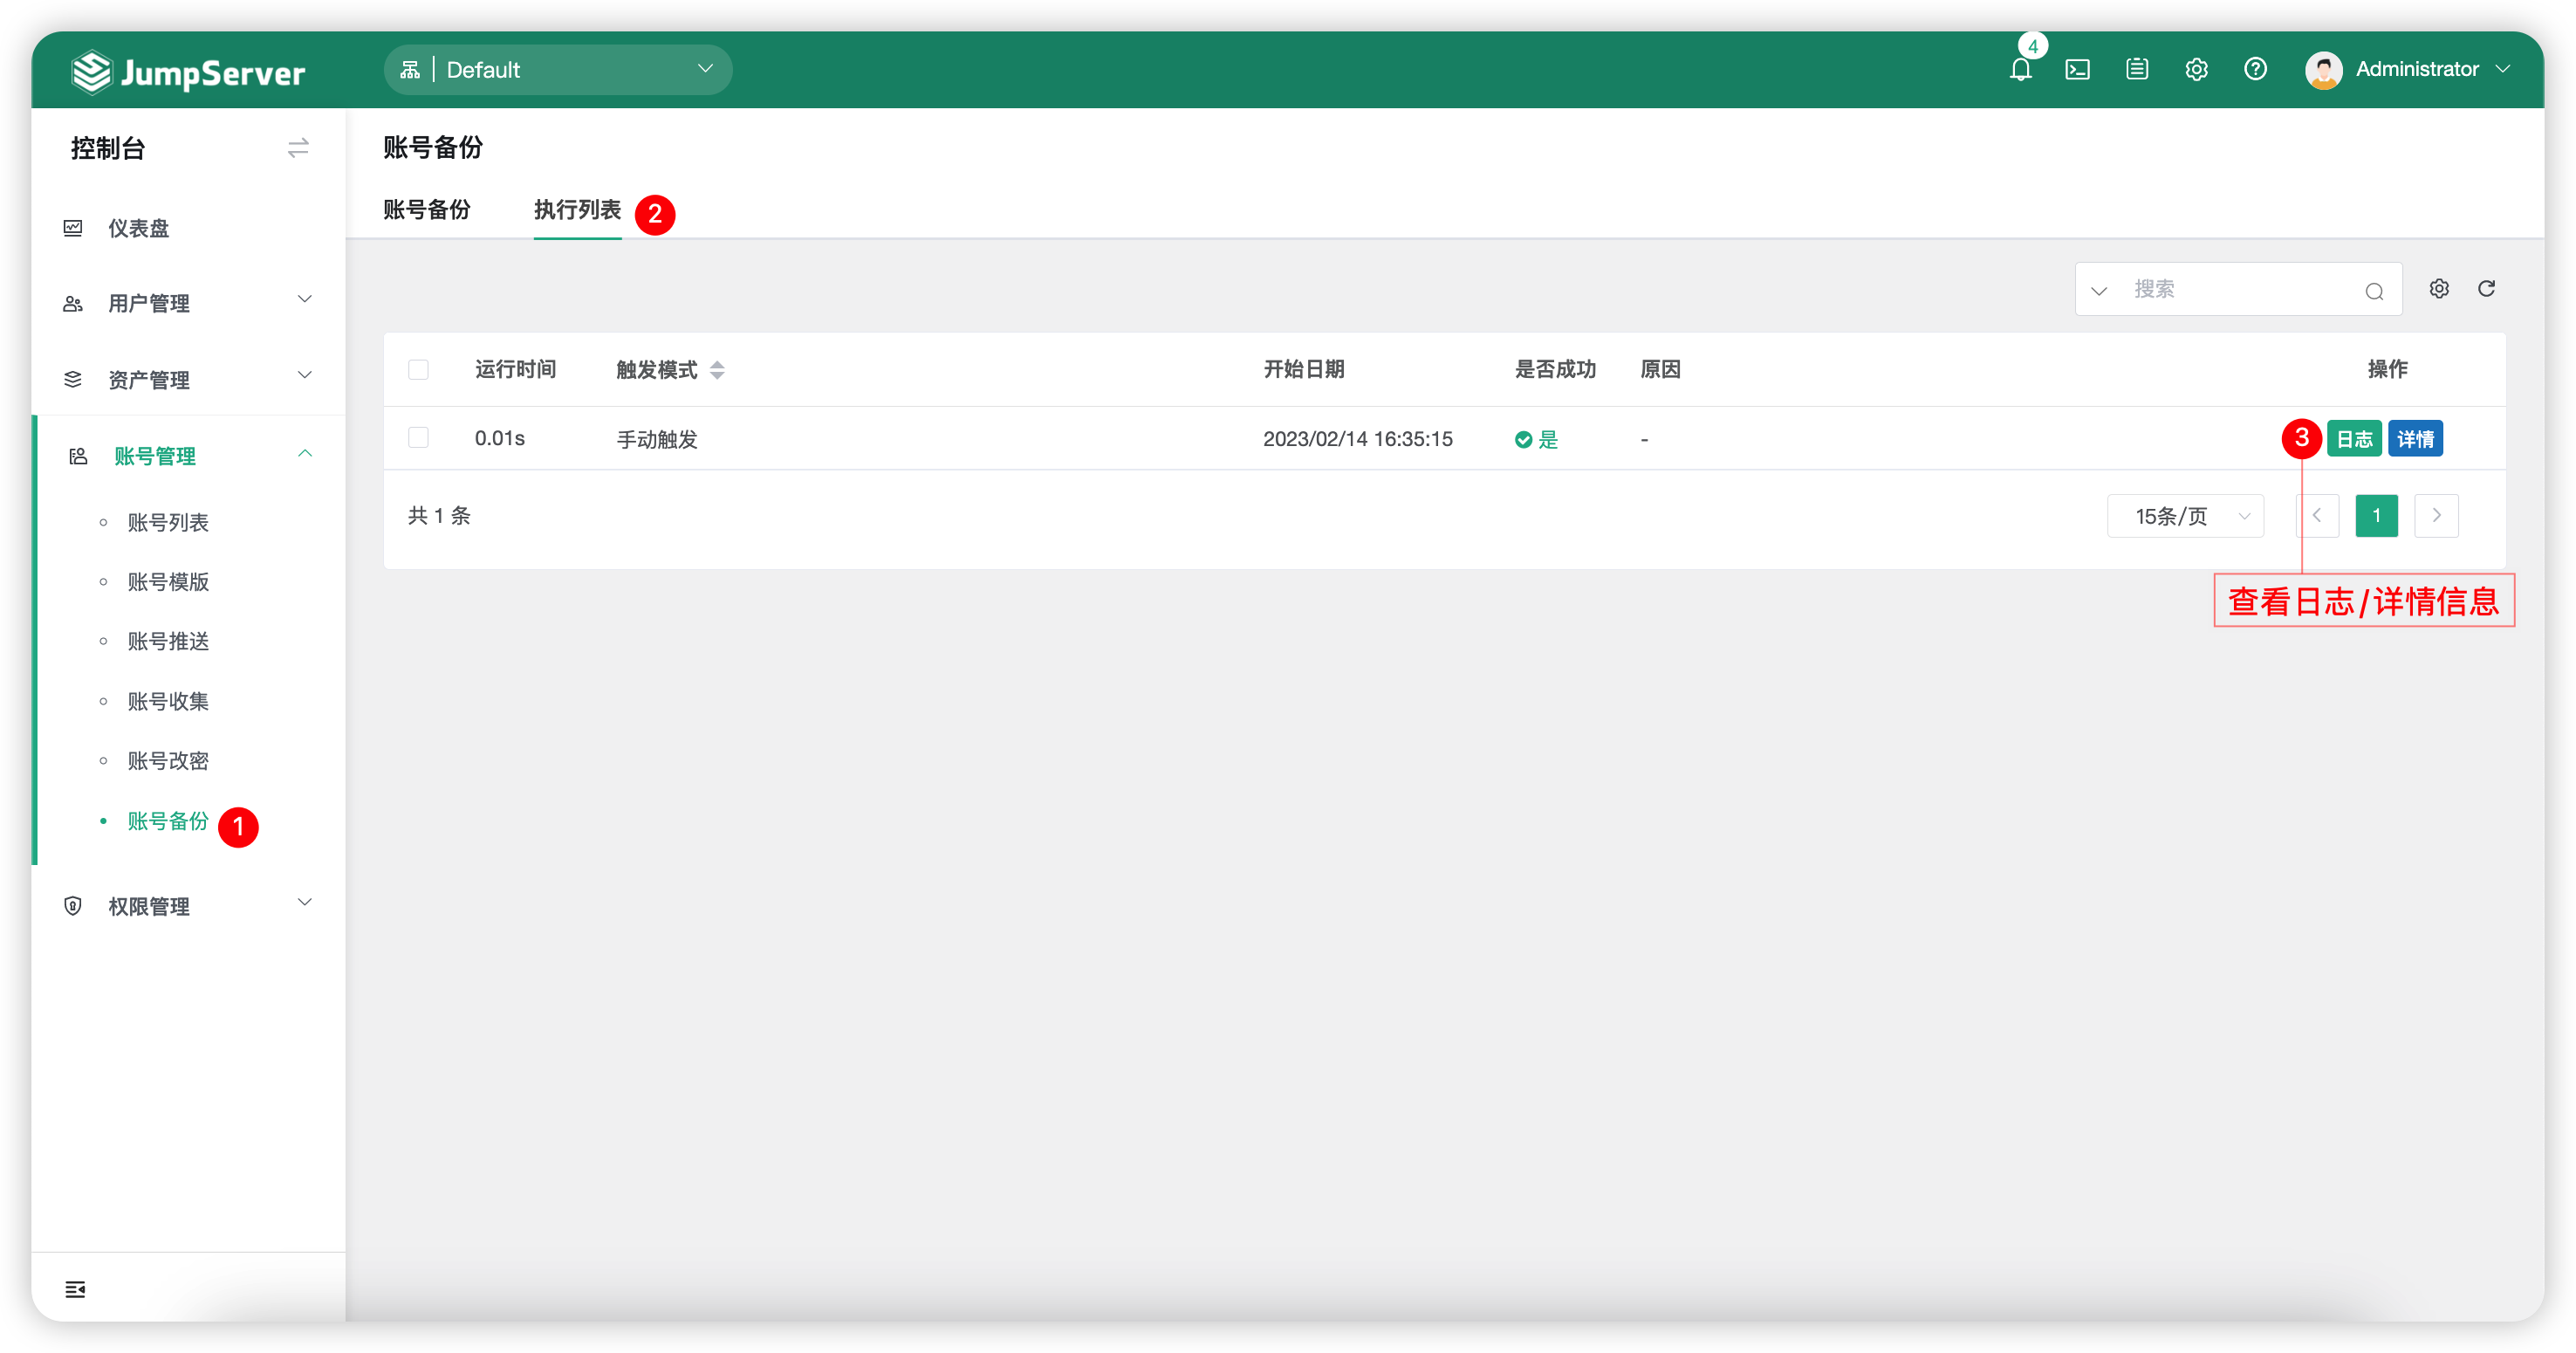 JumpServer
Default
4
Administrator
控制台
仪表盘
用户管理
资产管理
账号管理
账号列表
账号模版
账号推送
账号收集
账号改密
账号备份 1
权限管理
账号备份
账号备份 执行列表 2
搜索
运行时间 触发模式 开始日期 是否成功 原因 操作
0.01s 手动触发 2023/02/14 16:35:15 是 - 3 日志 详情
共 1 条 15条/页 1
查看日志/详情信息